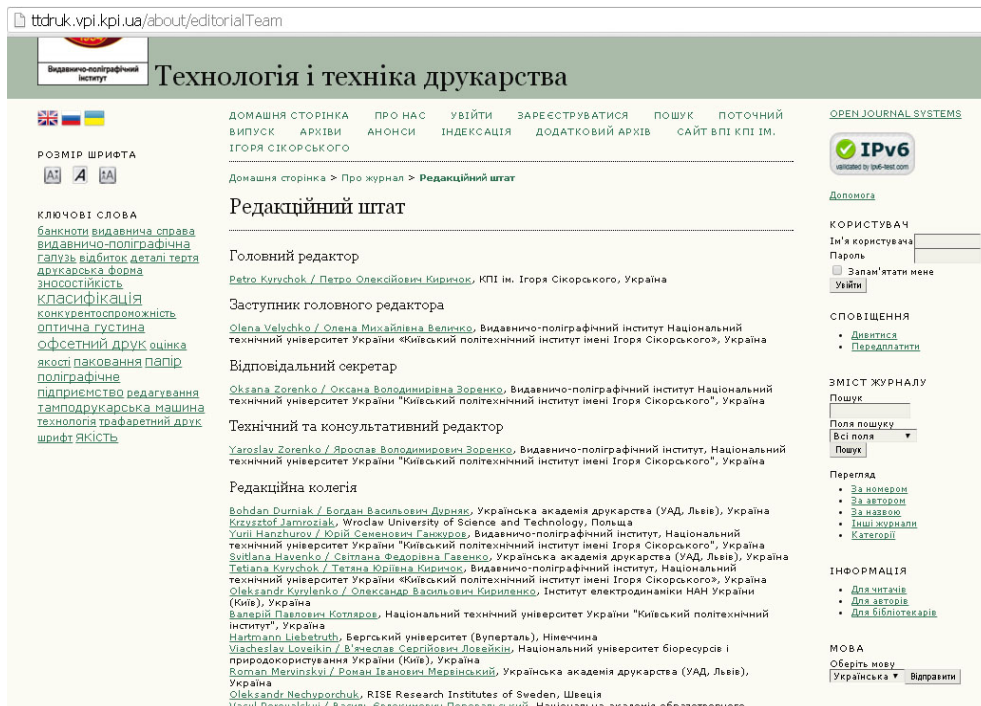 ttdruk.vpi.kpi.ua/about/editorialTeam
Видавничо-поліграфічний
інститут
Технологія і техніка друкарства
ДОМАШНЯ СТОРІНКА ПРО НАС УВІЙТИ ЗАРЕЄСТРУВАТИСЯ ПОШУК ПОТОЧНИЙ
ВИПУСК АРХІВИ АНОНСИ ІНДЕКСАЦІЯ ДОДАТКОВИЙ АРХІВ САЙТ ВПІ КПІ ІМ.
ІГОРЯ СІКОРСЬКОГО
Домашня сторінка > Про журнал > Редакційний штат
Редакційний штат
Головний редактор
Petro Kyrychok / Петро Олексійович Киричок, КПІ ім. Ігоря Сікорського, Україна
Заступник головного редактора
Olena Velychko / Олена Михайлівна Величко, Видавничо-поліграфічний інститут Національний
технічний університет України «Київський політехнічний інститут імені Ігоря Сікорського», Україна
Відповідальний секретар
Oksana Zorenko / Оксана Володимирівна Зоренко, Видавничо-поліграфічний інститут Національний
технічний університет України "Київський політехнічний інститут імені Ігоря Сікорського", Україна
Технічний та консультативний редактор
Yaroslav Zorenko / Ярослав Володимирович Зоренко, Видавничо-поліграфічний інститут, Національний
технічний університет України "Київський політехнічний інститут імені Ігоря Сікорського", Україна
Редакційна колегія
Bohdan Durniak / Богдан Васильович Дурняк, Українська академія друкарства (УАД, Львів), Україна
Krzysztof Jamroziak, Wroclaw University of Science and Technology, Польща
Yurii Hanzhurov / Юрій Семенович Ганжуров, Видавничо-поліграфічний інститут, Національний
технічний університет України "Київський політехнічний інститут імені Ігоря Сікорського", Україна
Svitlana Havenko / Світлана Федорівна Гавенко, Українська академія друкарства (УАД, Львів), Україна
Tetiana Kyrychok / Тетяна Юріївна Киричок, Видавничо-поліграфічний інститут, Національний
технічний університет України «Київський політехнічний інститут імені Ігоря Сікорського», Україна
Oleksandr Kyrylenko / Олександр Васильович Кириленко, Інститут електродинаміки НАН України
(Київ), Україна
Валерій Павлович Котляров, Національний технічний університет України "Київський політехнічний
інститут", Україна
Hartmann Liebetruth, Бергський університет (Вуперталь), Німеччина
Viacheslav Loveikin / В'ячеслав Сергійович Ловейкін, Національний університет біоресурсів і
природокористування України (Київ), Україна
Roman Mervinskyi / Роман Іванович Мервінський, Українська академія друкарства (УАД, Львів),
Україна
Oleksandr Nechyporchuk, RISE Research Institutes of Sweden, Швеція
РОЗМІР ШРИФТА
КЛЮЧОВІ СЛОВА
банкноти видавнича справа
видавничо-поліграфічна
галузь відбиток деталі тертя
друкарська форма
зносостійкість
класифікація
конкурентоспроможність
оптична густина
офсетний друк оцінка
якості паковання папір
поліграфічне
підприємство редагування
тамподрукарська машина
технологія трафаретний друк
шрифт якість
OPEN JOURNAL SYSTEMS
IPv6
validated by ipv6-test.com
Допомога
КОРИСТУВАЧ
Ім'я користувача
Пароль
Запам'ятати мене
Увійти
СПОВІЩЕННЯ
Дивитися
Передплатити
ЗМІСТ ЖУРНАЛУ
Пошук
Поля пошуку
Всі поля
Пошук
Перегляд
За номером
За автором
За назвою
Інші журнали
Категорії
ІНФОРМАЦІЯ
Для читачів
Для авторів
Для бібліотекарів
МОВА
Оберіть мову
Українська Відправити